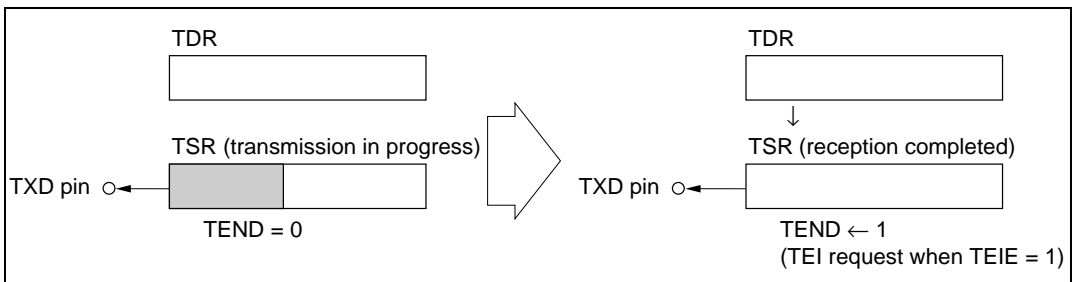 TDR
TSR (transmission in progress)
TXD pin
TEND = 0
TDR
↓
TSR (reception completed)
TXD pin
TEND ← 1
(TEI request when TEIE = 1)